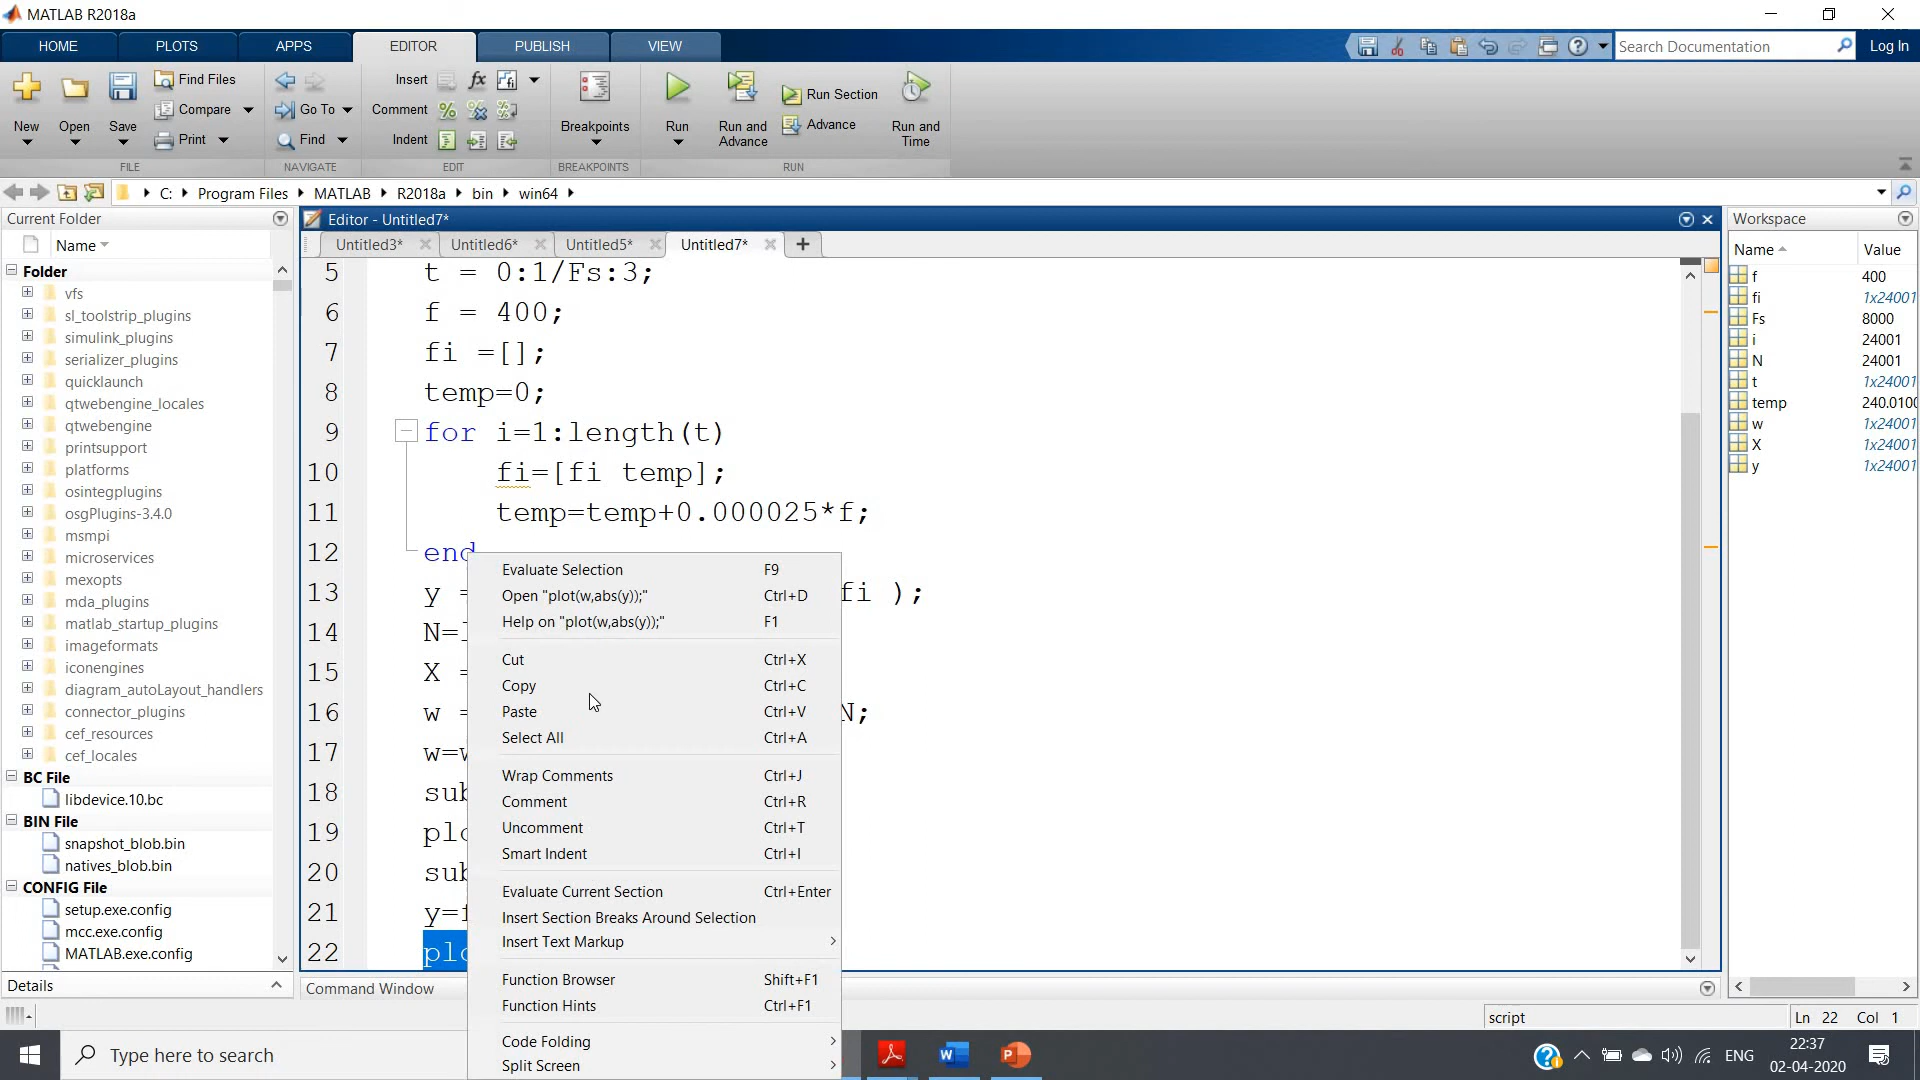 MATLAB R2018a
HOME PLOTS APPS EDITOR PUBLISH VIEW
Search Documentation
Log In
New Open Save
Find Files
Compare
Print
FILE
Go To
Find
NAVIGATE
Insert fx
Comment
Indent
EDIT
Breakpoints
BREAKPOINTS
Run
Run and Advance
Run Section
Advance
Run and Time
RUN
C: Program Files MATLAB R2018a bin win64
Current Folder
Name
Folder
vfs
sl_toolstrip_plugins
simulink_plugins
serializer_plugins
quicklaunch
qtwebengine_locales
qtwebengine
printsupport
platforms
osintegplugins
osgPlugins-3.4.0
msmpi
microservices
mexopts
mda_plugins
matlab_startup_plugins
imageformats
iconengines
diagram_autoLayout_handlers
connector_plugins
cef_resources
cef_locales
BC File
libdevice.10.bc
BIN File
snapshot_blob.bin
natives_blob.bin
CONFIG File
setup.exe.config
mcc.exe.config
MATLAB.exe.config
Details
Editor - Untitled7*
Untitled3* Untitled6* Untitled5* Untitled7* +
5 t = 0:1/Fs:3;
6 f = 400;
7 fi =[];
8 temp=0;
9 for i=1:length(t)
10 fi=[fi temp];
11 temp=temp+0.000025*f;
12 end
13 y = fi );
14 N=
15 X =
16 w = N;
17 w=
18 sub
19 plo
20 sub
21 y=f
22 plo
Evaluate Selection F9
Open "plot(w,abs(y));" Ctrl+D
Help on "plot(w,abs(y));" F1
Cut Ctrl+X
Copy Ctrl+C
Paste Ctrl+V
Select All Ctrl+A
Wrap Comments Ctrl+J
Comment Ctrl+R
Uncomment Ctrl+T
Smart Indent Ctrl+I
Evaluate Current Section Ctrl+Enter
Insert Section Breaks Around Selection
Insert Text Markup
Function Browser Shift+F1
Function Hints Ctrl+F1
Code Folding
Split Screen
Command Window
Workspace
Name Value
f 400
fi 1x24001
Fs 8000
i 24001
N 24001
t 1x24001
temp 240.0100
w 1x24001
X 1x24001
y 1x24001
script
Ln 22 Col 1
Type here to search
ENG
22:37
02-04-2020